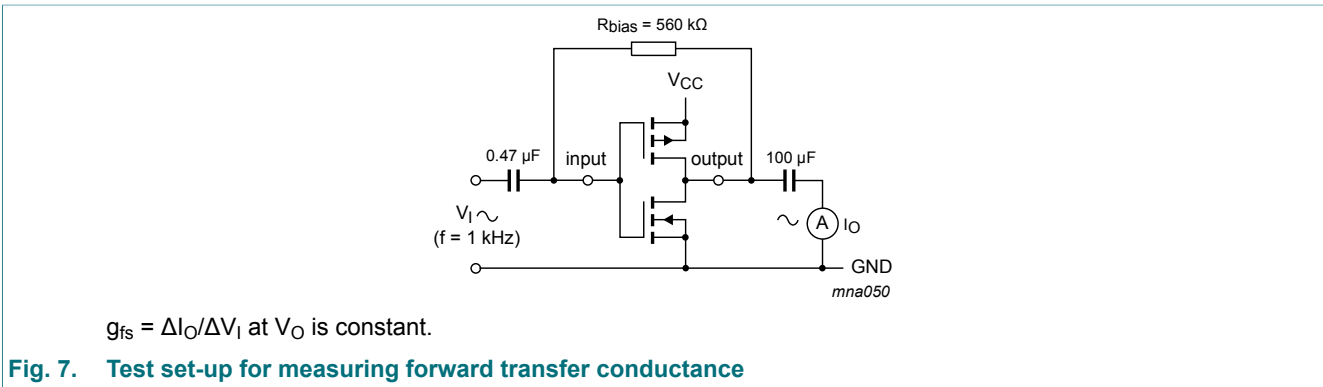 Rbias = 560 kΩ
VCC
0.47 µF
input
output
100 µF
VI
(f = 1 kHz)
A
IO
GND
mna050
gfs = ΔIO/ΔVI at VO is constant.
Fig. 7. Test set-up for measuring forward transfer conductance